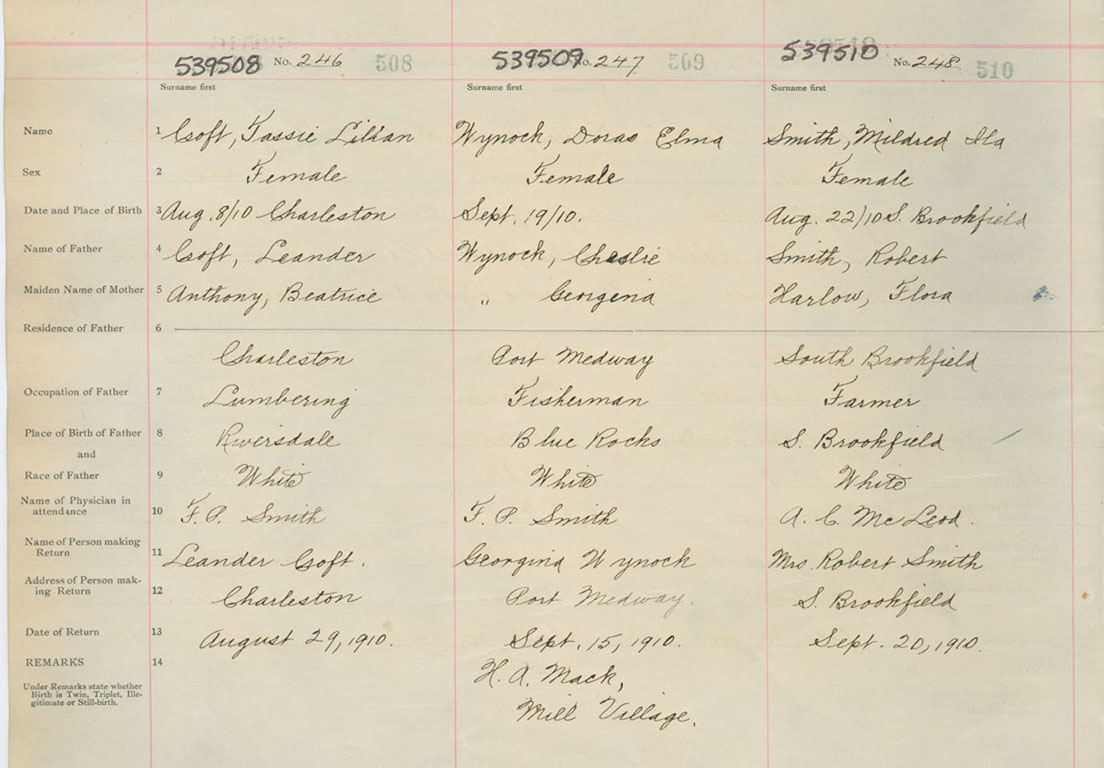 539508 No. 246 508 539509 No. 247 509 539510 No. 248 510
Surname first Surname first Surname first
Name 1 Croft, Tassie Lilian Wynock, Doras Elma Smith, Mildred Ila
Sex 2 Female Female Female
Date and Place of Birth 3 Aug. 8/10 Charleston Sept. 19/10. Aug. 22/10 S. Brookfield
Name of Father 4 Croft, Leander Wynock, Smith, Robert
Maiden Name of Mother 5 Anthony, Beatrice " Georgina Harlow, Flora
Residence of Father 6
Charleston Port Medway South Brookfield
Occupation of Father 7 Lumbering Fisherman Farmer
Place of Birth of Father 8 Riversdale Blue Rocks S. Brookfield
and
Race of Father 9 White White White
Name of Physician in
attendance 10 F. P. Smith F. P. Smith A. C. McLeod.
Name of Person making
Return 11 Leander Croft. Georgina Wynock Mrs. Robert Smith
Address of Person mak-
ing Return 12 Charleston Port Medway. S. Brookfield
Date of Return 13 August 29, 1910. Sept. 15, 1910. Sept. 20, 1910.
REMARKS 14 H. A. Mack,
Under Remarks state whether
Birth is Twin, Triplet, Ille-
gitimate or Still-birth.
Mill Village.